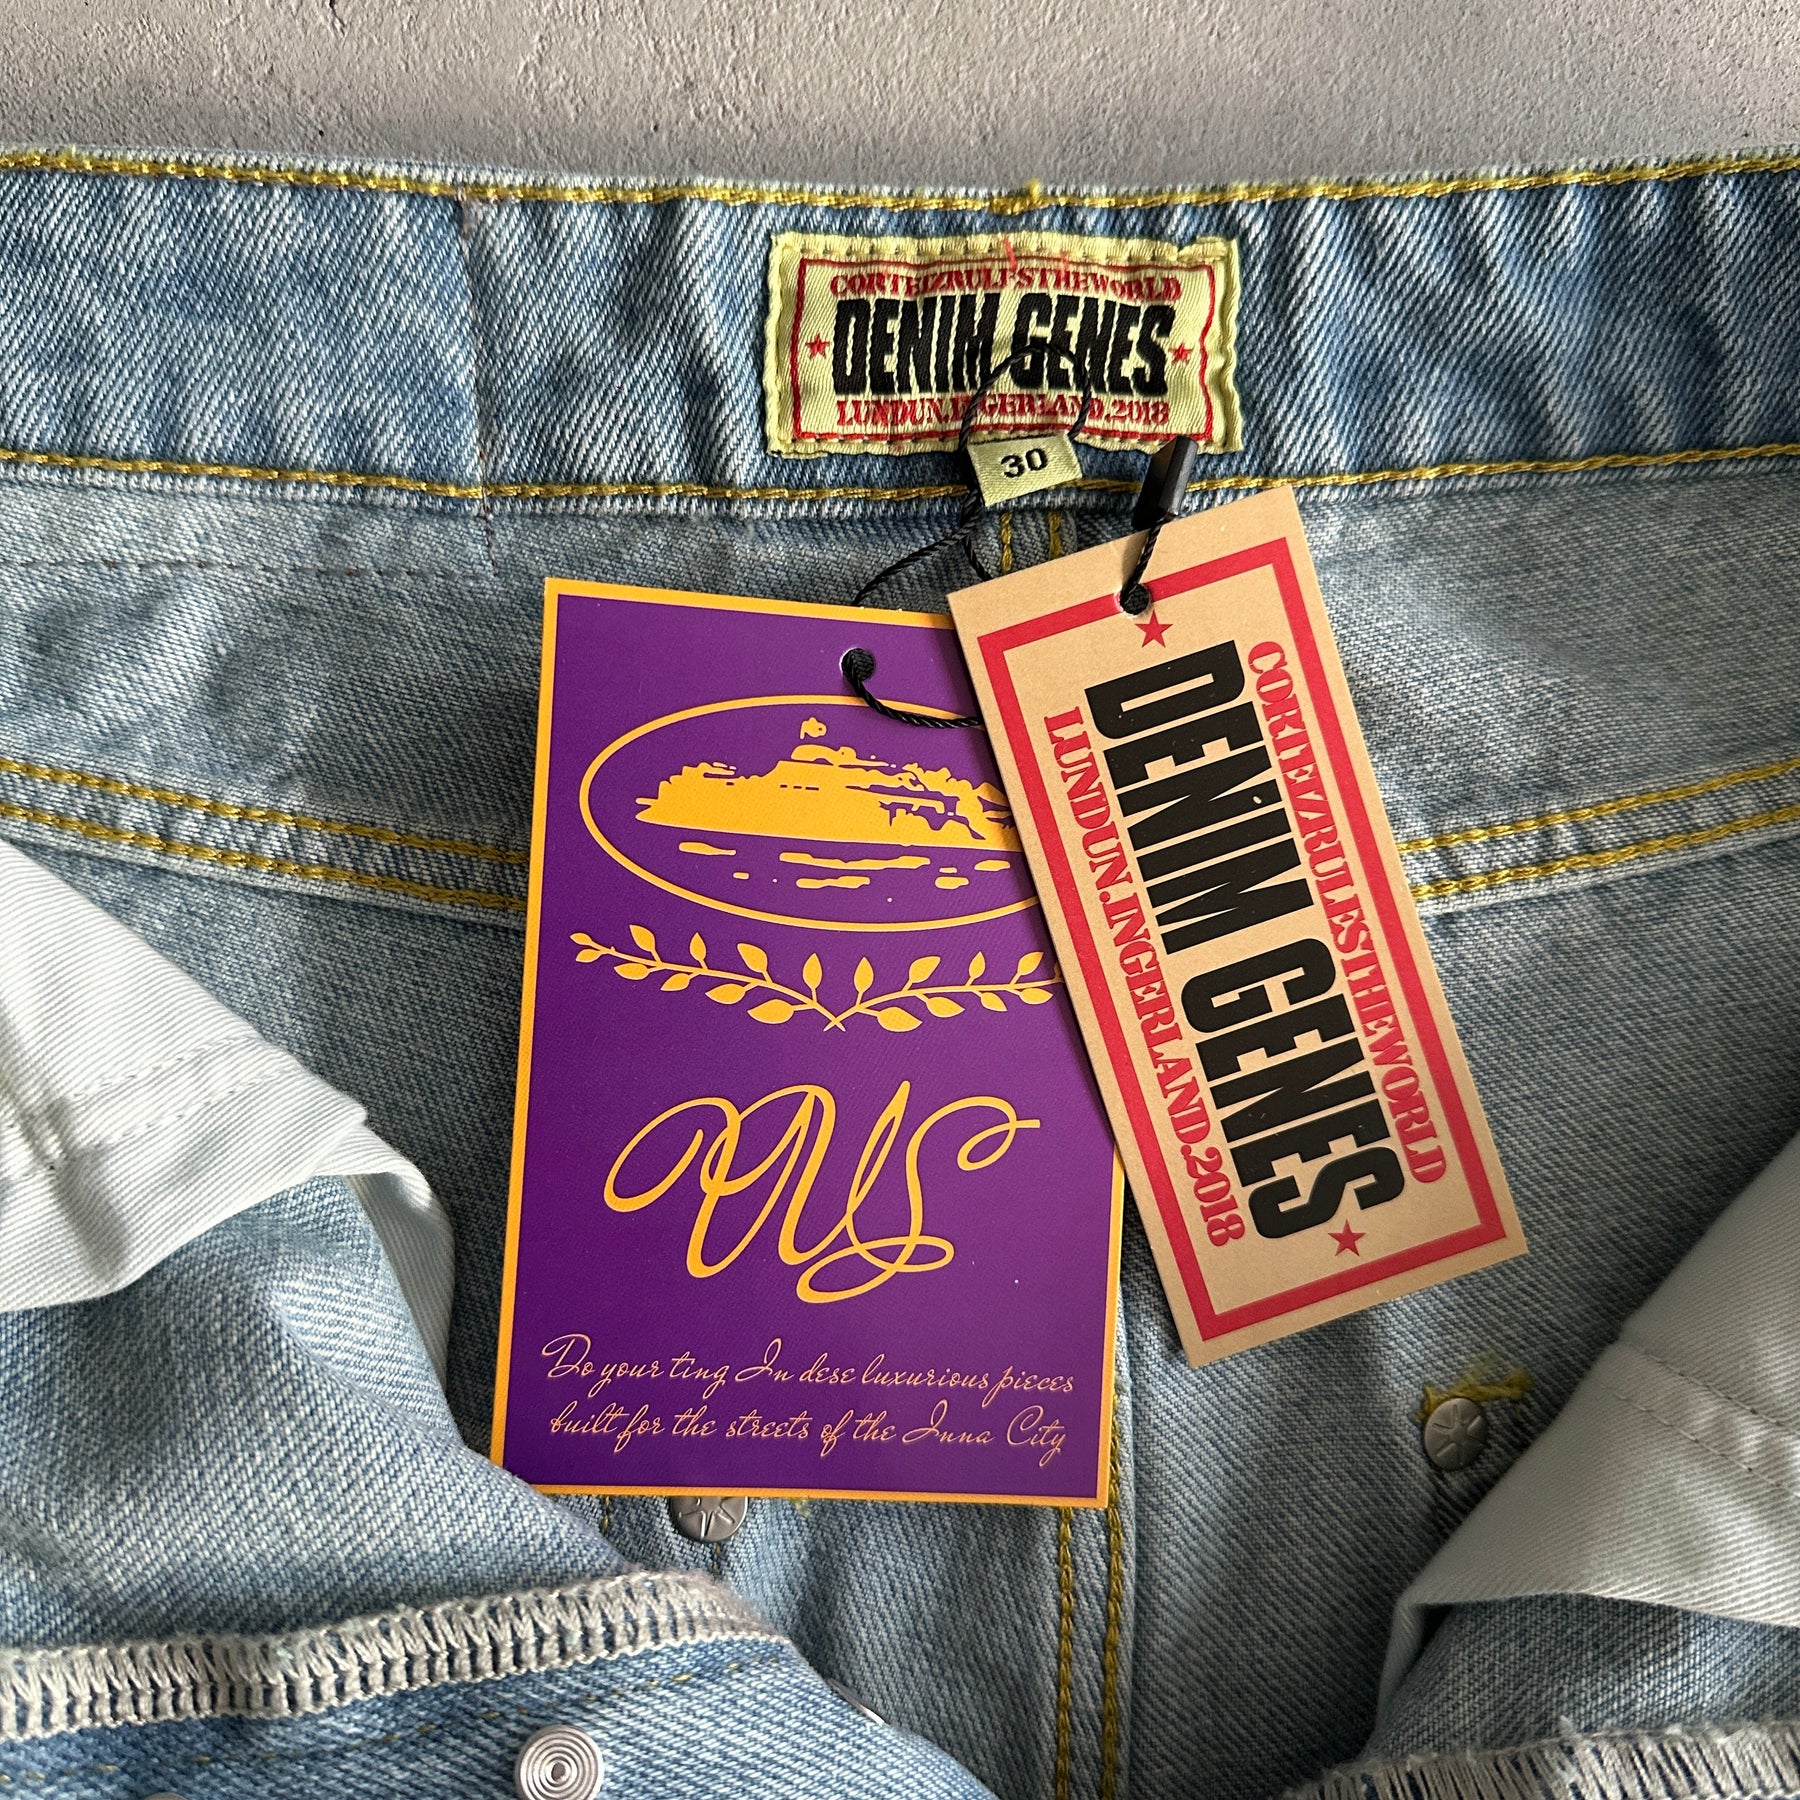 CORTEIZRULESTHEWORLD
DENIM GENES
LUNDUN.INGERLAND.2018
30
Do your ting In dese luxurious pieces
built for the streets of the Inna City
CORTEIZRULESTHEWORLD
DENIM GENES
LUNDUN.INGERLAND.2018